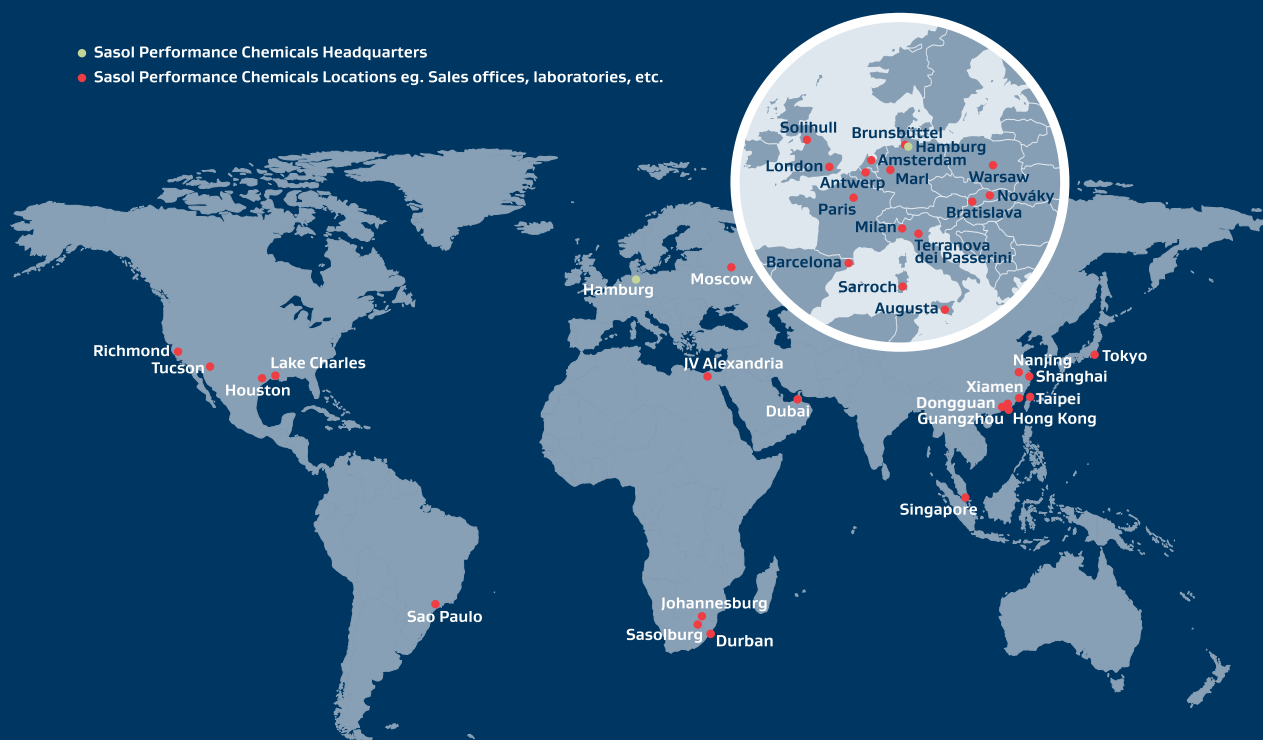 Sasol Performance Chemicals Headquarters
Sasol Performance Chemicals Locations eg. Sales offices, laboratories, etc.
Solihull
Brunsbüttel
Hamburg
London
Amsterdam
Antwerp
Marl
Warsaw
Paris
Nováky
Bratislava
Milan
Terranova
dei Passerini
Barcelona
Sarroch
Augusta
Hamburg
Moscow
Richmond
Tucson
Lake Charles
Houston
JV Alexandria
Dubai
Nanjing
Tokyo
Shanghai
Xiamen
Taipei
Dongguan
Guangzhou
Hong Kong
Singapore
Sao Paulo
Johannesburg
Sasolburg
Durban